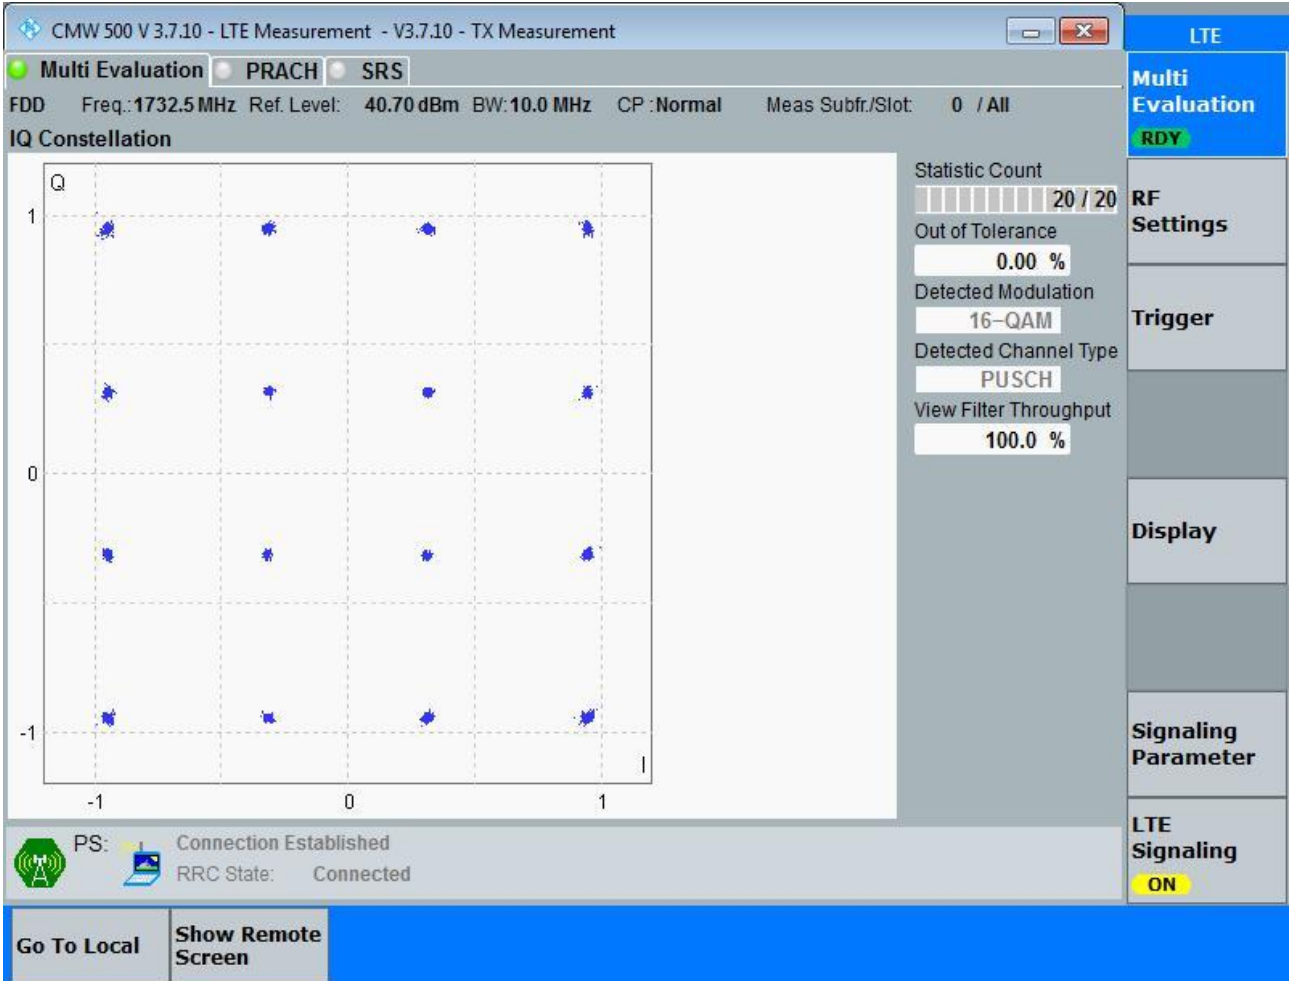 CMW 500 V 3.7.10 - LTE Measurement - V3.7.10 - TX Measurement
LTE
Multi Evaluation PRACH SRS
FDD Freq.:1732.5 MHz Ref. Level: 40.70 dBm BW:10.0 MHz CP :Normal Meas Subfr./Slot: 0 / All
IQ Constellation
Q
1
0
-1
-1 0 1
I
Statistic Count
20 / 20
Out of Tolerance
0.00 %
Detected Modulation
16-QAM
Detected Channel Type
PUSCH
View Filter Throughput
100.0 %
Multi
Evaluation
RDY
RF
Settings
Trigger
Display
Signaling
Parameter
LTE
Signaling
ON
PS: Connection Established
RRC State: Connected
Go To Local
Show Remote
Screen